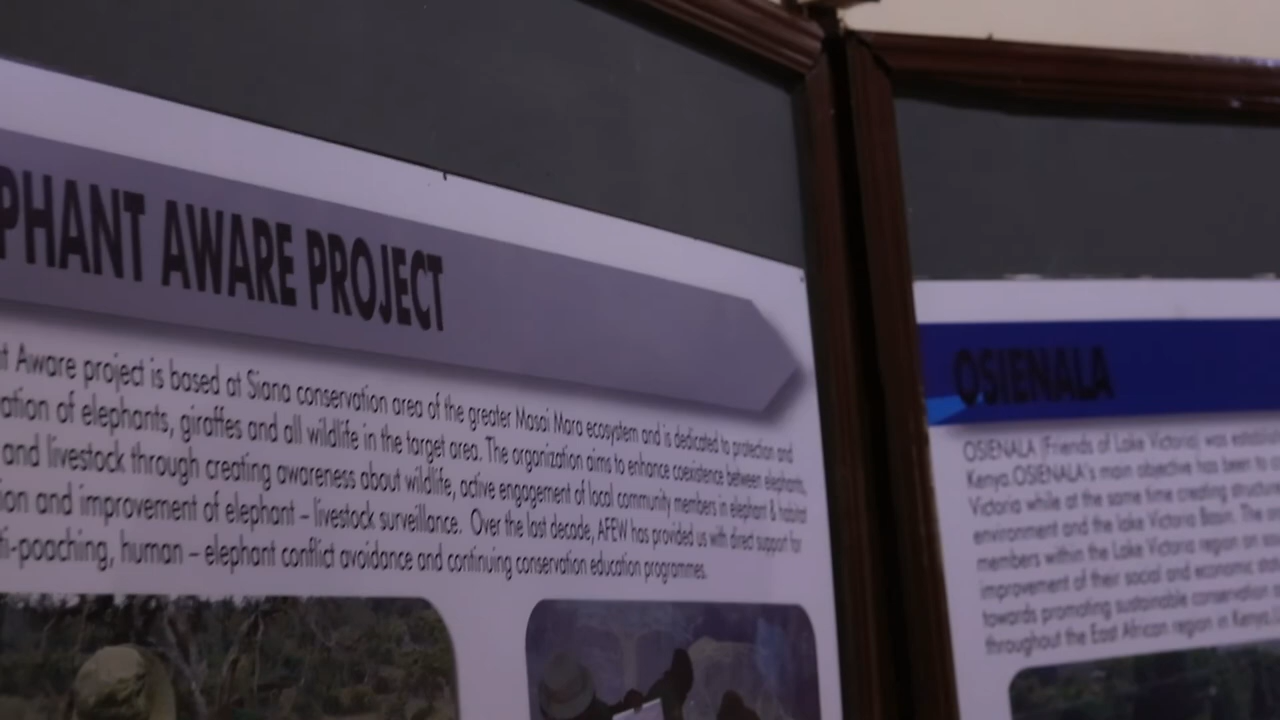 PHANT AWARE PROJECT
t Aware project is based at Siana conservation area of the greater Masai Mara ecosystem and is dedicated to protection and
ation of elephants, giraffes and all wildlife in the target area. The organization aims to enhance coexistence between elephants,
and livestock through creating awareness about wildlife, active engagement of local community members in elephant & habitat
ion and improvement of elephant – livestock surveillance. Over the last decade, AFEW has provided us with direct support for
ti-poaching, human – elephant conflict avoidance and continuing conservation education programmes.
OSIENALA
OSIENALA (Friends of Lake Victoria) was establis
Kenya.OSIENALA's main objective has been to c
Victoria while at the same time creating structure
environment and the lake Victoria Basin. The
members within the Lake Victoria region on
improvement of their social and economic
towards promoting sustainable conservation
throughout the East African region in Kenya,